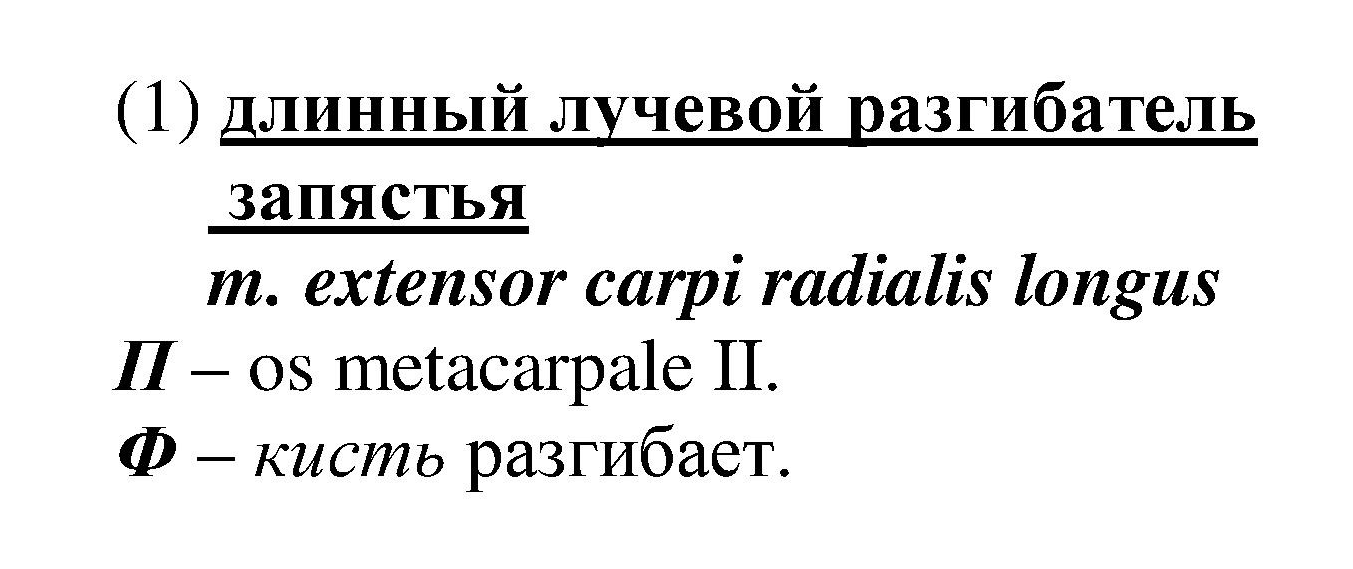 (1) длинный лучевой разгибатель
запястья
m. extensor carpi radialis longus
П – os metacarpale II.
Ф – кисть разгибает.